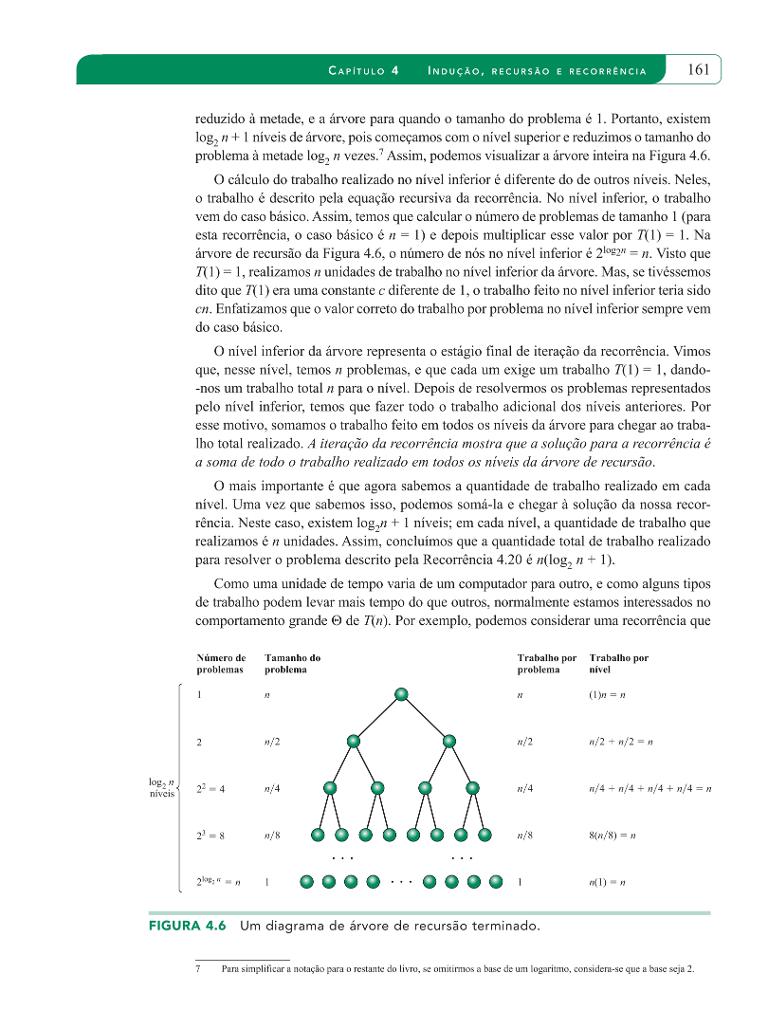 CAPÍTULO 4 INDUÇÃO, RECURSÃO E RECORRÊNCIA 161
reduzido à metade, e a árvore para quando o tamanho do problema é 1. Portanto, existem
log₂ n + 1 níveis de árvore, pois começamos com o nível superior e reduzimos o tamanho do
problema à metade log₂ n vezes.⁷ Assim, podemos visualizar a árvore inteira na Figura 4.6.
O cálculo do trabalho realizado no nível inferior é diferente do de outros níveis. Neles,
o trabalho é descrito pela equação recursiva da recorrência. No nível inferior, o trabalho
vem do caso básico. Assim, temos que calcular o número de problemas de tamanho 1 (para
esta recorrência, o caso básico é n = 1) e depois multiplicar esse valor por T(1) = 1. Na
árvore de recursão da Figura 4.6, o número de nós no nível inferior é 2^log₂n = n. Visto que
T(1) = 1, realizamos n unidades de trabalho no nível inferior da árvore. Mas, se tivéssemos
dito que T(1) era uma constante c diferente de 1, o trabalho feito no nível inferior teria sido
cn. Enfatizamos que o valor correto do trabalho por problema no nível inferior sempre vem
do caso básico.
O nível inferior da árvore representa o estágio final de iteração da recorrência. Vimos
que, nesse nível, temos n problemas, e que cada um exige um trabalho T(1) = 1, dando-
-nos um trabalho total n para o nível. Depois de resolvermos os problemas representados
pelo nível inferior, temos que fazer todo o trabalho adicional dos níveis anteriores. Por
esse motivo, somamos o trabalho feito em todos os níveis da árvore para chegar ao traba-
lho total realizado. A iteração da recorrência mostra que a solução para a recorrência é
a soma de todo o trabalho realizado em todos os níveis da árvore de recursão.
O mais importante é que agora sabemos a quantidade de trabalho realizado em cada
nível. Uma vez que sabemos isso, podemos somá-la e chegar à solução da nossa recor-
rência. Neste caso, existem log₂n + 1 níveis; em cada nível, a quantidade de trabalho que
realizamos é n unidades. Assim, concluímos que a quantidade total de trabalho realizado
para resolver o problema descrito pela Recorrência 4.20 é n(log₂ n + 1).
Como uma unidade de tempo varia de um computador para outro, e como alguns tipos
de trabalho podem levar mais tempo do que outros, normalmente estamos interessados no
comportamento grande Θ de T(n). Por exemplo, podemos considerar uma recorrência que
Número de Tamanho do Trabalho por Trabalho por
problemas problema problema nível
1 n n (1)n = n
2 n/2 n/2 n/2 + n/2 = n
log₂ n
níveis
2² = 4 n/4 n/4 n/4 + n/4 + n/4 + n/4 = n
2³ = 8 n/8 n/8 8(n/8) = n
. . . . . .
2^log₂ n = n 1 . . . 1 n(1) = n
FIGURA 4.6 Um diagrama de árvore de recursão terminado.
7 Para simplificar a notação para o restante do livro, se omitirmos a base de um logaritmo, considera-se que a base seja 2.